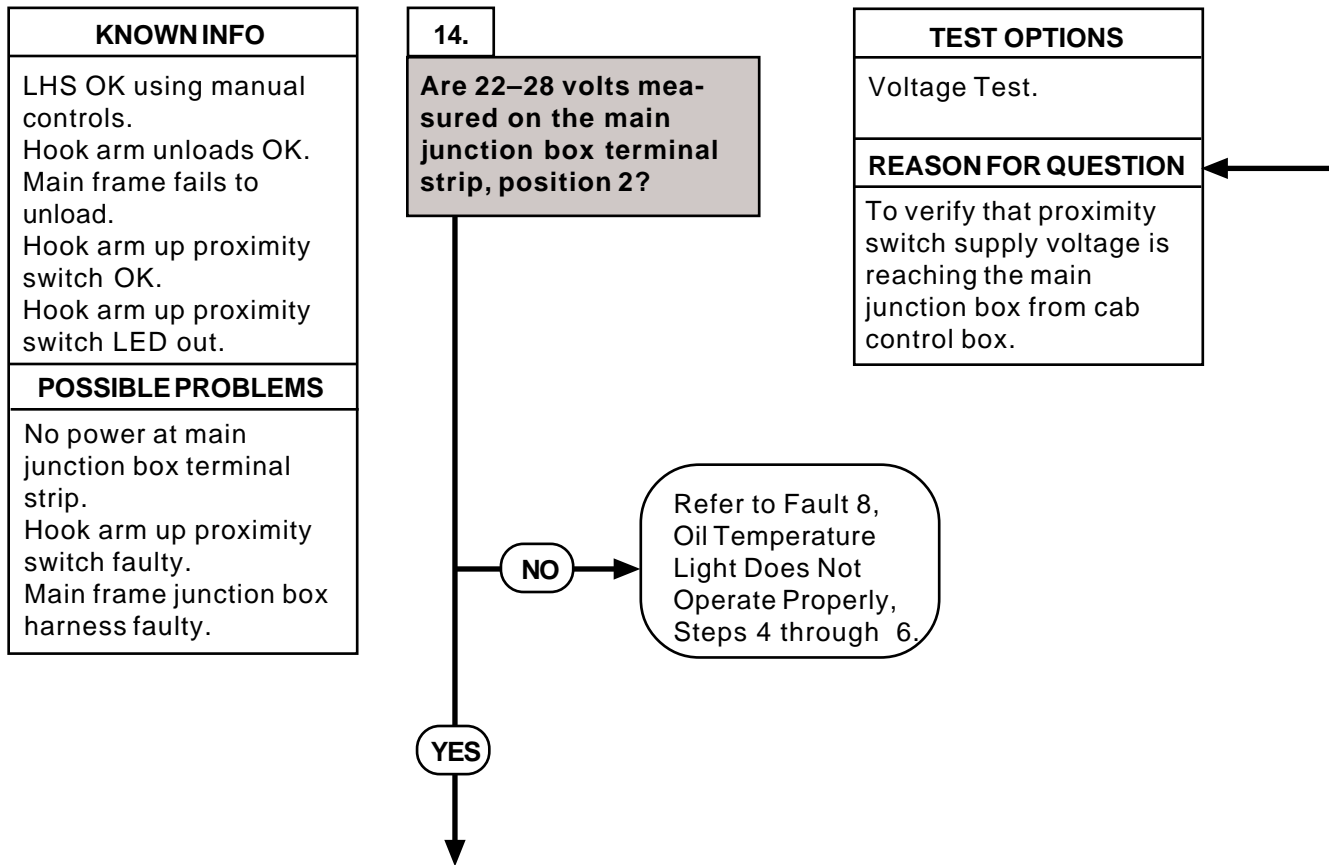 KNOWN INFO
LHS OK using manual
controls.
Hook arm unloads OK.
Main frame fails to
unload.
Hook arm up proximity
switch OK.
Hook arm up proximity
switch LED out.
POSSIBLE PROBLEMS
No power at main
junction box terminal
strip.
Hook arm up proximity
switch faulty.
Main frame junction box
harness faulty.
14.
Are 22–28 volts mea-
sured on the main
junction box terminal
strip, position 2?
TEST OPTIONS
Voltage Test.
REASON FOR QUESTION
To verify that proximity
switch supply voltage is
reaching the main
junction box from cab
control box.
NO
Refer to Fault 8,
Oil Temperature
Light Does Not
Operate Properly,
Steps 4 through 6.
YES